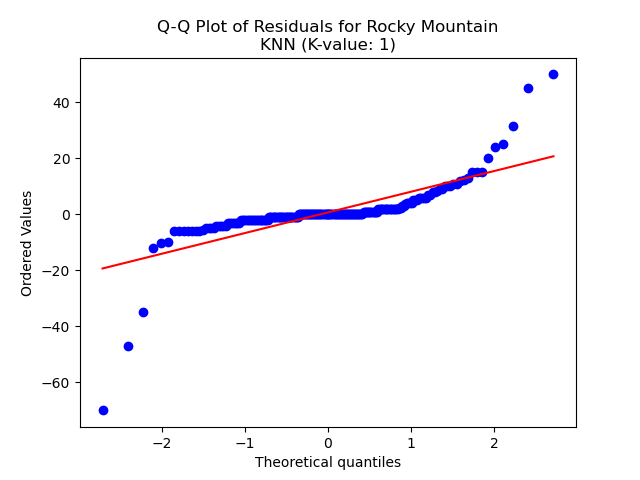 Q-Q Plot of Residuals for Rocky Mountain
KNN (K-value: 1)
Ordered Values
40
20
0
−20
−40
−60
−2
−1
0
1
2
Theoretical quantiles